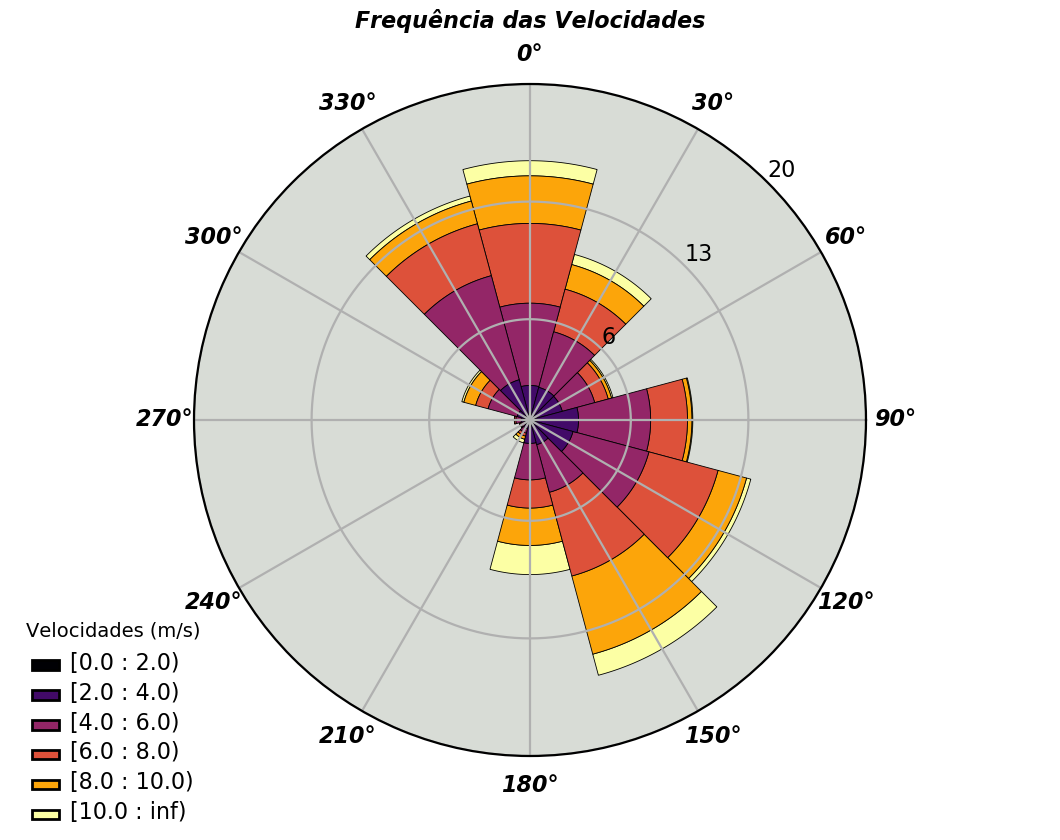 Frequência das Velocidades
0°
330°
30°
20
300°
60°
13
6
270°
90°
240°
120°
210°
150°
180°
Velocidades (m/s)
[0.0 : 2.0)
[2.0 : 4.0)
[4.0 : 6.0)
[6.0 : 8.0)
[8.0 : 10.0)
[10.0 : inf)